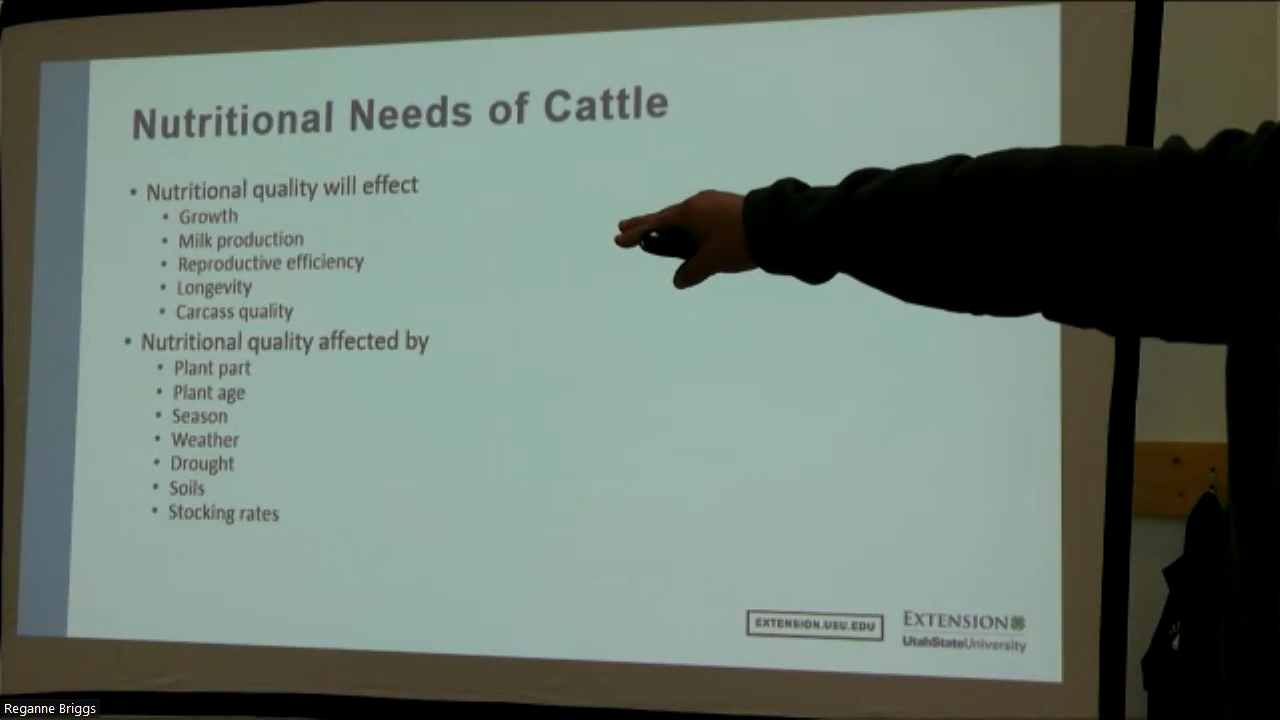 Nutritional Needs of Cattle
• Nutritional quality will effect
• Growth
• Milk production
• Reproductive efficiency
• Longevity
• Carcass quality
• Nutritional quality affected by
• Plant part
• Plant age
• Season
• Weather
• Drought
• Soils
• Stocking rates
EXTENSION.USU.EDU
EXTENSION
UtahStateUniversity
Reganne Briggs